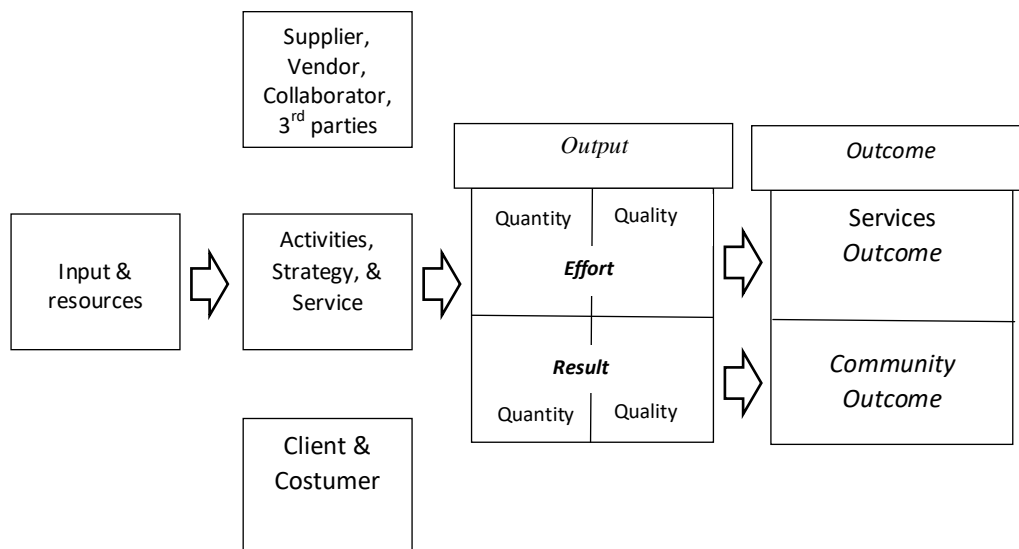 Supplier,
Vendor,
Collaborator,
3rd parties
Input &
resources
Activities,
Strategy, &
Service
Client &
Costumer
Output
Quantity
Quality
Effort
Result
Quantity
Quality
Outcome
Services
Outcome
Community
Outcome